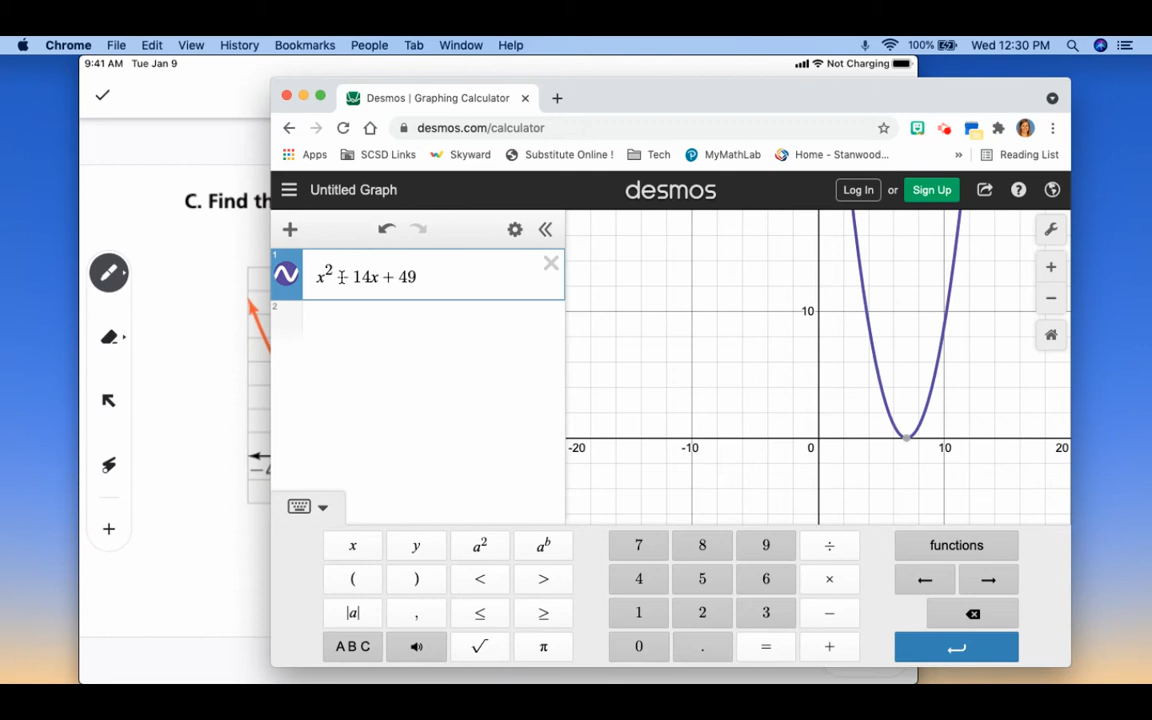 Chrome File Edit View History Bookmarks People Tab Window Help 100% Wed 12:30 PM
9:41 AM Tue Jan 9 Not Charging
Desmos | Graphing Calculator
desmos.com/calculator
Apps SCSD Links Skyward Substitute Online ! Tech MyMathLab Home - Stanwood... » Reading List
Untitled Graph desmos Log In or Sign Up
C. Find th
1
x² - 14x + 49
2
10
-20 -10 0 10 20
x y a² aᵇ 7 8 9 ÷ functions
( ) < > 4 5 6 × ← →
|a| , ≤ ≥ 1 2 3 −
A B C √ π 0 . = +